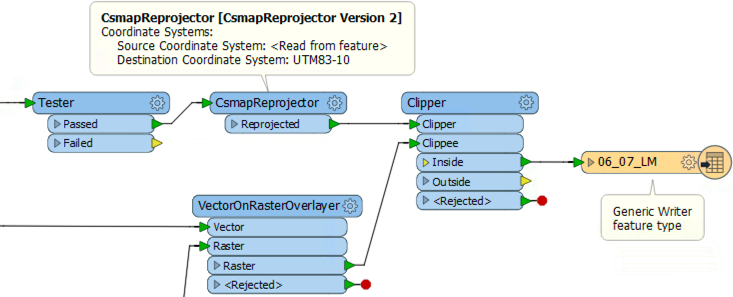 CsmapReprojector [CsmapReprojector Version 2]
Coordinate Systems:
Source Coordinate System: <Read from feature>
Destination Coordinate System: UTM83-10
Tester
Passed
Failed
CsmapReprojector
Reprojected
Clipper
Clipper
Clippee
Inside
Outside
<Rejected>
06_07_LM
Generic Writer
feature type
VectorOnRasterOverlayer
Vector
Raster
Raster
<Rejected>